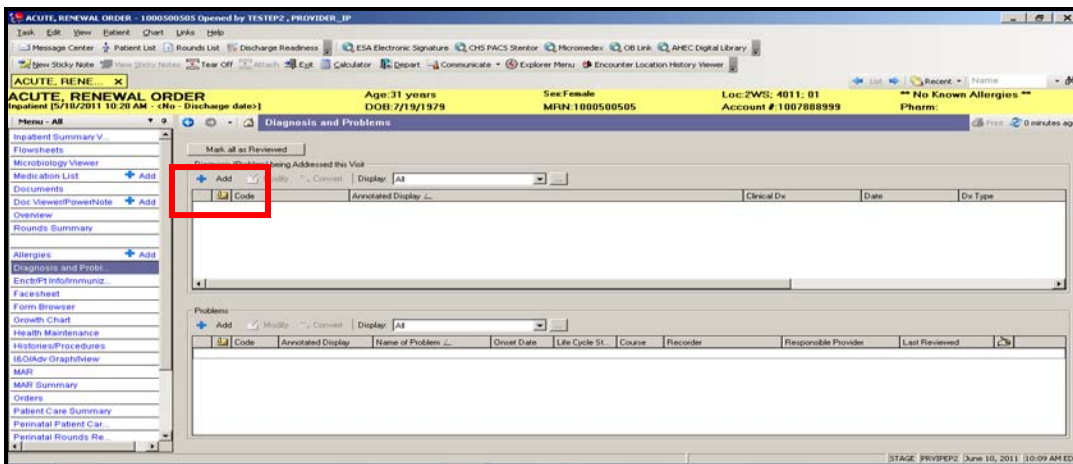 ACUTE, RENEWAL ORDER - 1000500505 Opened by TESTEP2 , PROVIDER_IP
Task Edit View Patient Chart Links Help
Message Center Patient List Rounds List Discharge Readiness ESA Electronic Signature CHS PACS Stentor Micromedex OB Link AHEC Digital Library
New Sticky Note View Sticky Notes Tear Off Attach Exit Calculator Depart Communicate Explorer Menu Encounter Location History Viewer
ACUTE, RENE... × List Recent Name
ACUTE, RENEWAL ORDER Age:31 years Sex:Female Loc:2WS; 4011; 01 ** No Known Allergies **
Inpatient [5/18/2011 10:20 AM - <No - Discharge date>] DOB:7/19/1979 MRN:1000500505 Account #:1007888999 Pharm:
Menu - All Diagnosis and Problems Print 0 minutes ag
Inpatient Summary V...
Flowsheets
Microbiology Viewer
Medication List + Add
Documents
Doc Viewer/PowerNote + Add
Overview
Rounds Summary
Allergies + Add
Diagnosis and Probl...
Enctr/Pt Info/Immuniz...
Facesheet
Form Browser
Growth Chart
Health Maintenance
Histories/Procedures
I&O/Adv Graph/IView
MAR
MAR Summary
Orders
Patient Care Summary
Perinatal Patient Car...
Perinatal Rounds Re...
Mark all as Reviewed
Diagnosis (Problem) being Addressed this Visit
+ Add Modify Convert Display: All ...
Code Annotated Display Clinical Dx Date Dx Type
Problems
+ Add Modify Convert Display: All ...
Code Annotated Display Name of Problem Onset Date Life Cycle St... Course Recorder Responsible Provider Last Reviewed
STAGE PRVIPEP2 June 10, 2011 10:09 AM ED